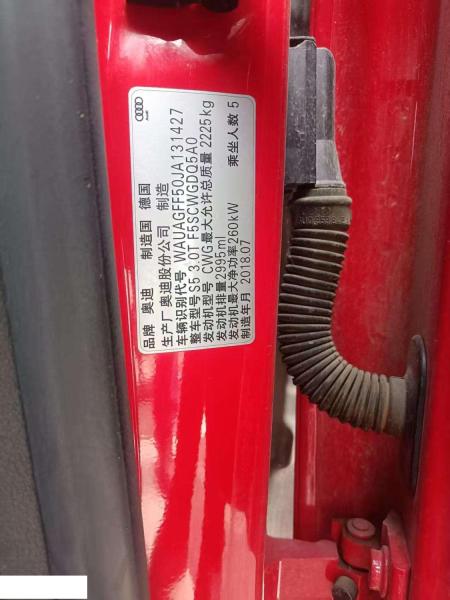 Audi
品牌 奥迪 制造国 德国
生产厂 奥迪股份公司 制造
车辆识别代号 WAUAGFF50JA131427
整车型号 S5 3.0T F5SCWGDQ5A0
发动机型号 CWG 最大允许总质量 2225kg
发动机排量 2995ml
发动机最大净功率 260kW 乘坐人数 5
制造年月 201807